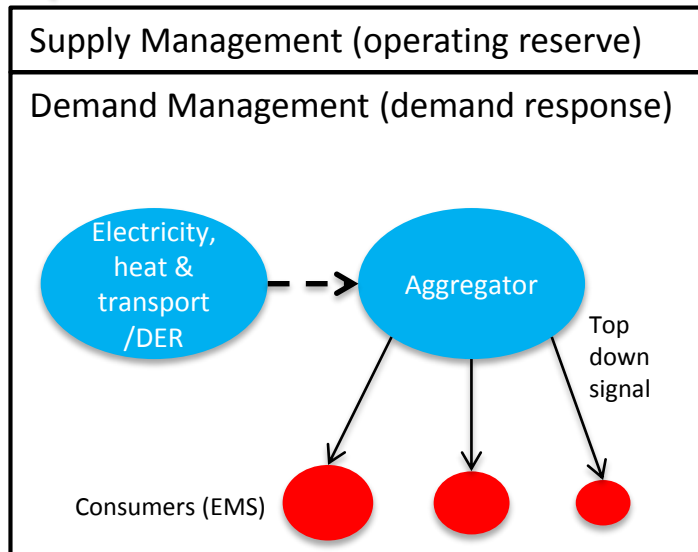 Supply Management (operating reserve)
Demand Management (demand response)
Electricity,
heat &
transport
/DER
Aggregator
Top
down
signal
Consumers (EMS)